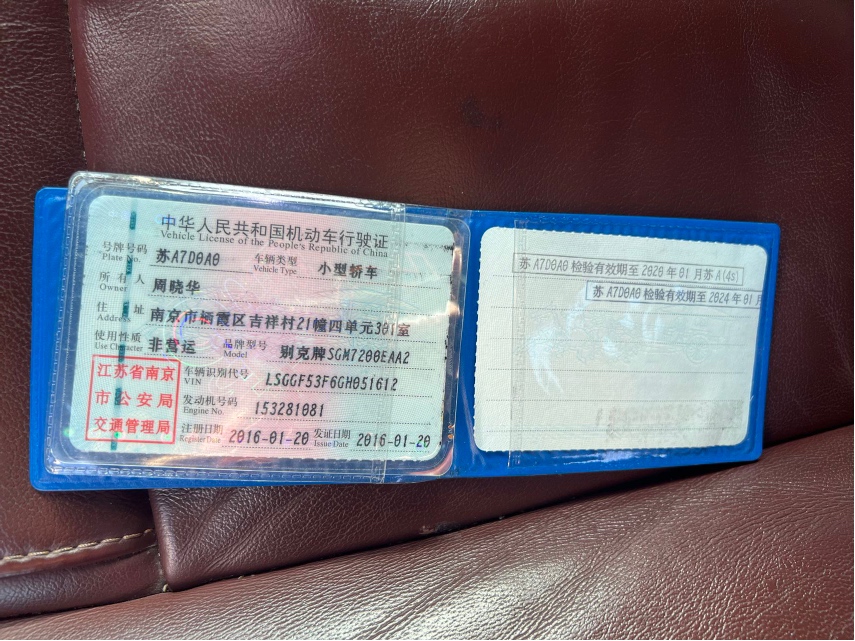 中华人民共和国机动车行驶证
Vehicle License of the People's Republic of China
号牌号码 苏A7D0A0 车辆类型 小型轿车
Plate No. Vehicle Type
所有人 周晓华
Owner
住址 南京市栖霞区吉祥村21幢四单元301室
Address
使用性质 非营运 品牌型号 别克牌SGM7200EAA2
Use Character Model
江苏省南京
市公安局
交通管理局
车辆识别代号 LSGGF53F6GH051612
VIN
发动机号码 153281081
Engine No.
注册日期 2016-01-20 发证日期 2016-01-20
Register Date Issue Date
苏A7D0A0检验有效期至2020年01月苏A(4s)
苏A7D0A0检验有效期至2024年01月